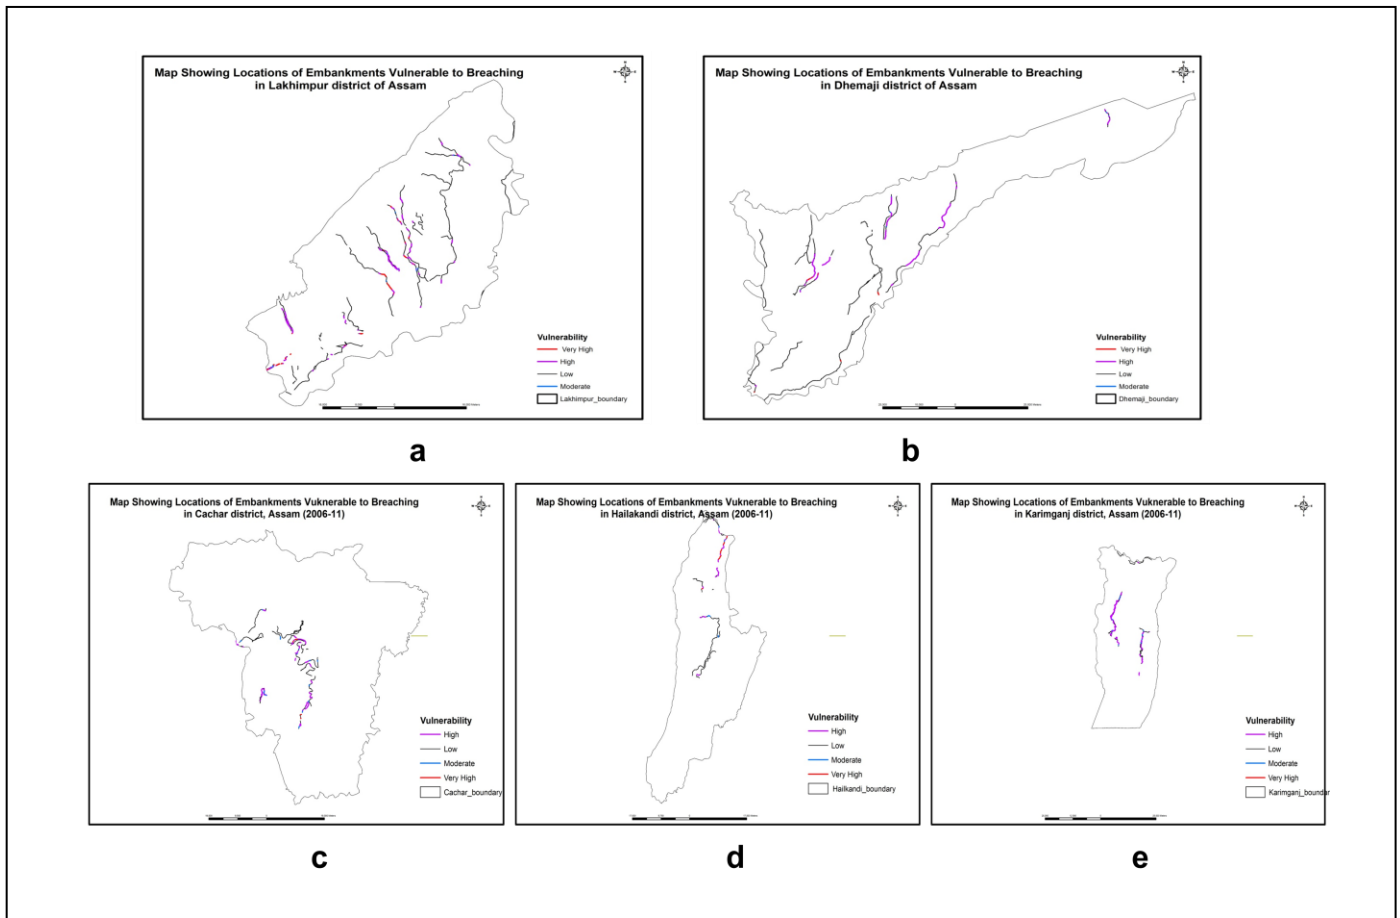 Map Showing Locations of Embankments Vulnerable to Breaching
in Lakhimpur district of Assam
Vulnerability
Very High
High
Low
Moderate
Lakhimpur_boundary
a
Map Showing Locations of Embankments Vulnerable to Breaching
in Dhemaji district of Assam
Vulnerability
Very High
High
Low
Moderate
Dhemaji_boundary
b
Map Showing Locations of Embankments Vuknerable to Breaching
in Cachar district, Assam (2006-11)
Vulnerability
High
Low
Moderate
Very High
Cachar_boundary
c
Map Showing Locations of Embankments Vuknerable to Breaching
in Hailakandi district, Assam (2006-11)
Vulnerability
High
Low
Moderate
Very High
Hailkandi_boundary
d
Map Showing Locations of Embankments Vuknerable to Breaching
in Karimganj district, Assam (2006-11)
Vulnerability
High
Low
Moderate
Very High
Karimganj_boundar
e